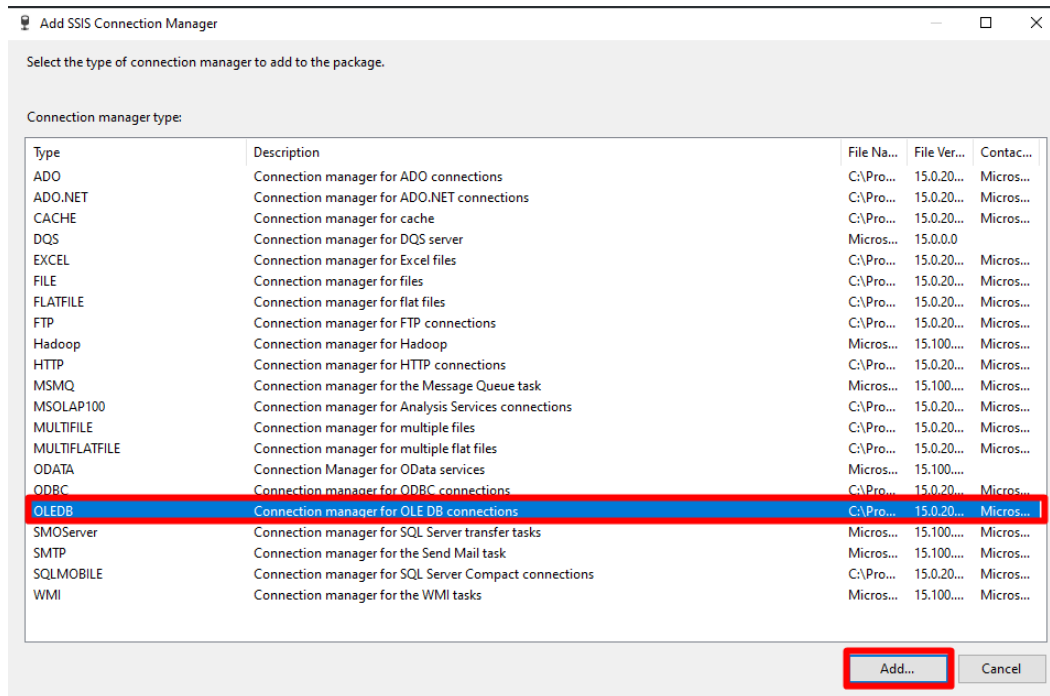 Add SSIS Connection Manager
Select the type of connection manager to add to the package.
Connection manager type:
Type Description File Na... File Ver... Contac...
ADO Connection manager for ADO connections C:\Pro... 15.0.20... Micros...
ADO.NET Connection manager for ADO.NET connections C:\Pro... 15.0.20... Micros...
CACHE Connection manager for cache C:\Pro... 15.0.20... Micros...
DQS Connection manager for DQS server Micros... 15.0.0.0
EXCEL Connection manager for Excel files C:\Pro... 15.0.20... Micros...
FILE Connection manager for files C:\Pro... 15.0.20... Micros...
FLATFILE Connection manager for flat files C:\Pro... 15.0.20... Micros...
FTP Connection manager for FTP connections C:\Pro... 15.0.20... Micros...
Hadoop Connection manager for Hadoop Micros... 15.100.... Micros...
HTTP Connection manager for HTTP connections C:\Pro... 15.0.20... Micros...
MSMQ Connection manager for the Message Queue task Micros... 15.100.... Micros...
MSOLAP100 Connection manager for Analysis Services connections C:\Pro... 15.0.20... Micros...
MULTIFILE Connection manager for multiple files C:\Pro... 15.0.20... Micros...
MULTIFLATFILE Connection manager for multiple flat files C:\Pro... 15.0.20... Micros...
ODATA Connection Manager for OData services Micros... 15.100....
ODBC Connection manager for ODBC connections C:\Pro... 15.0.20... Micros...
OLEDB Connection manager for OLE DB connections C:\Pro... 15.0.20... Micros...
SMOServer Connection manager for SQL Server transfer tasks Micros... 15.100.... Micros...
SMTP Connection manager for the Send Mail task Micros... 15.100.... Micros...
SQLMOBILE Connection manager for SQL Server Compact connections C:\Pro... 15.0.20... Micros...
WMI Connection manager for the WMI tasks Micros... 15.100.... Micros...
Add... Cancel